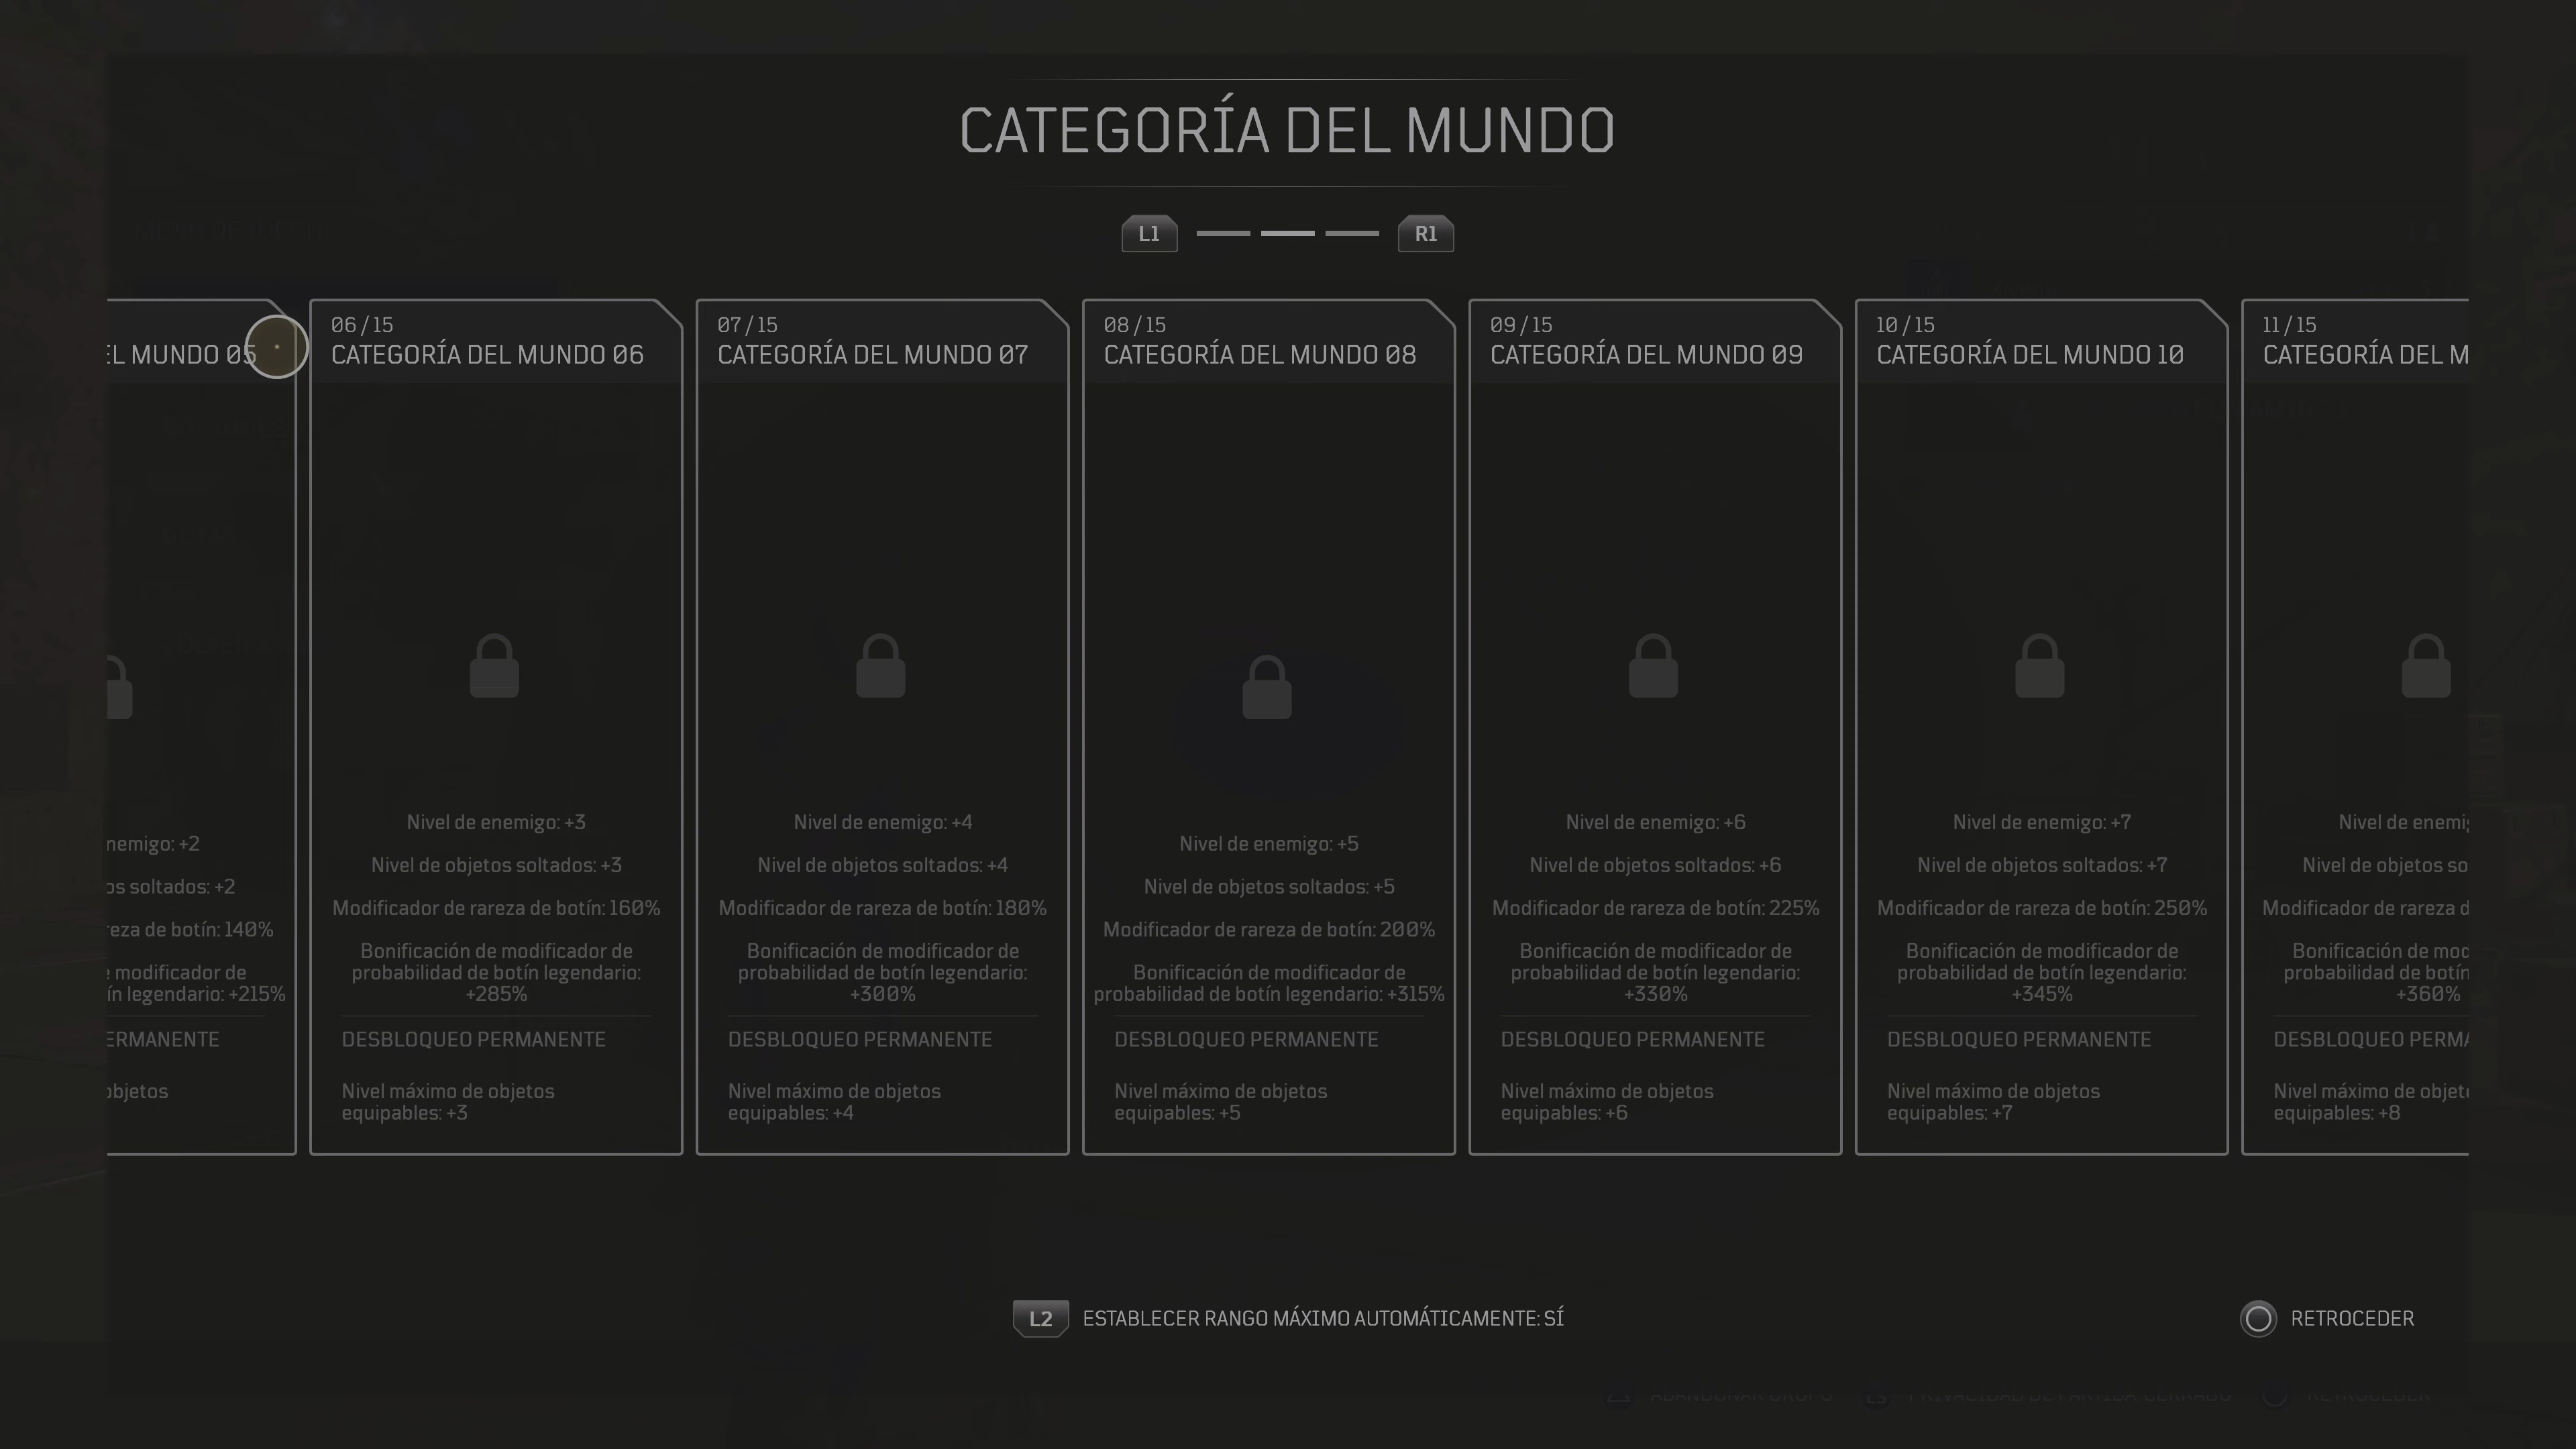 CATEGORÍA DEL MUNDO
L1
R1
EL MUNDO 05
nemigo: +2
os soltados: +2
reza de botín: 140%
e modificador de
ín legendario: +215%
ERMANENTE
objetos
06 / 15
CATEGORÍA DEL MUNDO 06
Nivel de enemigo: +3
Nivel de objetos soltados: +3
Modificador de rareza de botín: 160%
Bonificación de modificador de
probabilidad de botín legendario:
+285%
DESBLOQUEO PERMANENTE
Nivel máximo de objetos
equipables: +3
07 / 15
CATEGORÍA DEL MUNDO 07
Nivel de enemigo: +4
Nivel de objetos soltados: +4
Modificador de rareza de botín: 180%
Bonificación de modificador de
probabilidad de botín legendario:
+300%
DESBLOQUEO PERMANENTE
Nivel máximo de objetos
equipables: +4
08 / 15
CATEGORÍA DEL MUNDO 08
Nivel de enemigo: +5
Nivel de objetos soltados: +5
Modificador de rareza de botín: 200%
Bonificación de modificador de
probabilidad de botín legendario: +315%
DESBLOQUEO PERMANENTE
Nivel máximo de objetos
equipables: +5
09 / 15
CATEGORÍA DEL MUNDO 09
Nivel de enemigo: +6
Nivel de objetos soltados: +6
Modificador de rareza de botín: 225%
Bonificación de modificador de
probabilidad de botín legendario:
+330%
DESBLOQUEO PERMANENTE
Nivel máximo de objetos
equipables: +6
10 / 15
CATEGORÍA DEL MUNDO 10
Nivel de enemigo: +7
Nivel de objetos soltados: +7
Modificador de rareza de botín: 250%
Bonificación de modificador de
probabilidad de botín legendario:
+345%
DESBLOQUEO PERMANENTE
Nivel máximo de objetos
equipables: +7
11 / 15
CATEGORÍA DEL M
Nivel de enemi
Nivel de objetos so
Modificador de rareza d
Bonificación de mod
probabilidad de botín
+360%
DESBLOQUEO PERMA
Nivel máximo de objet
equipables: +8
L2 ESTABLECER RANGO MÁXIMO AUTOMÁTICAMENTE: SÍ
RETROCEDER